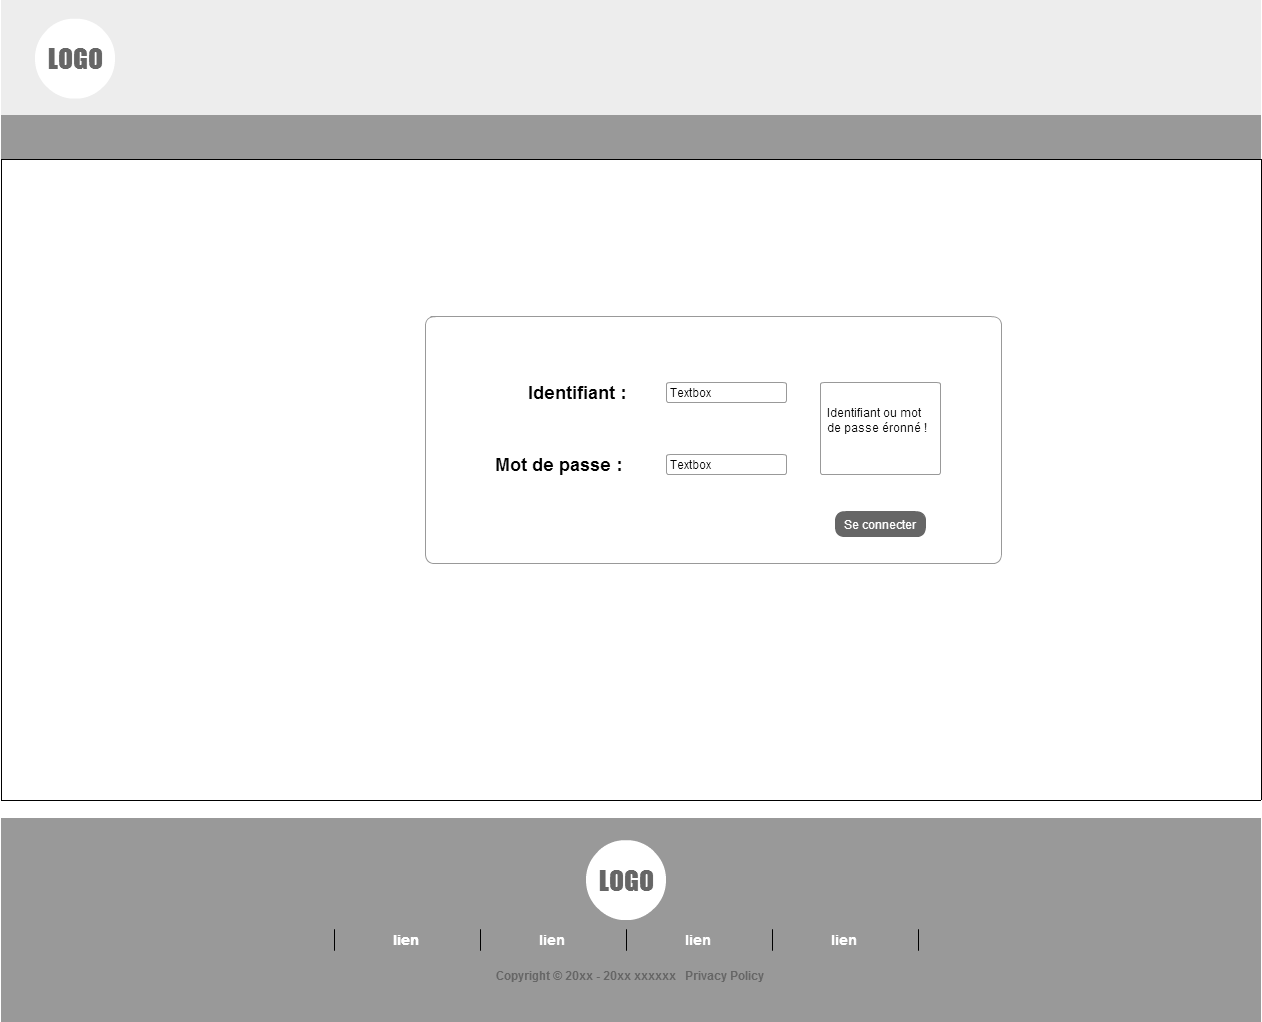 LOGO
Identifiant :
Textbox
Identifiant ou mot
de passe éronné !
Mot de passe :
Textbox
Se connecter
LOGO
lien
lien
lien
lien
Copyright © 20xx - 20xx xxxxxx Privacy Policy